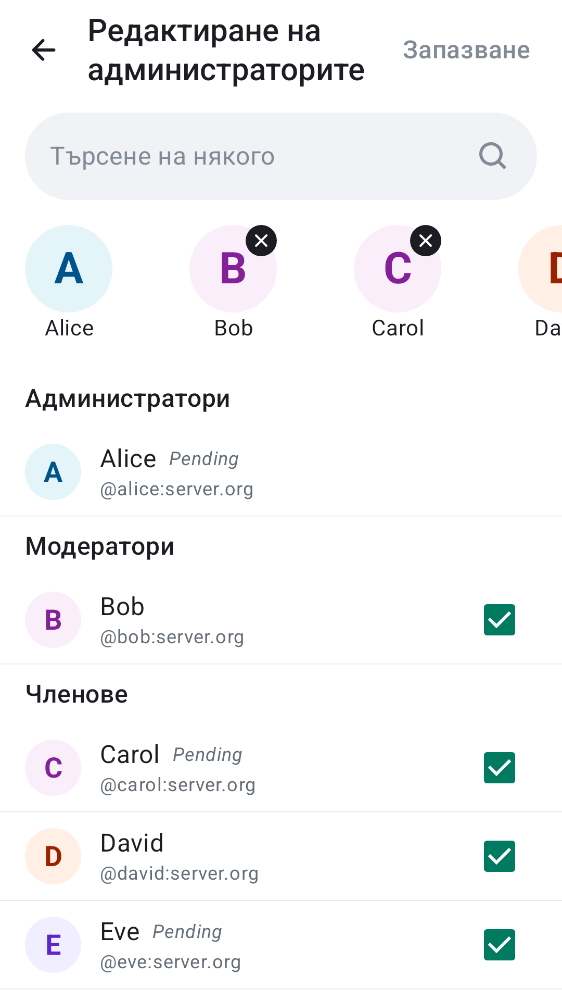 Редактиране на
администраторите
Запазване
Търсене на някого
A
B
C
Alice
Bob
Carol
Da
Администратори
A
Alice Pending
@alice:server.org
Модератори
B
Bob
@bob:server.org
Членове
C
Carol Pending
@carol:server.org
D
David
@david:server.org
E
Eve Pending
@eve:server.org